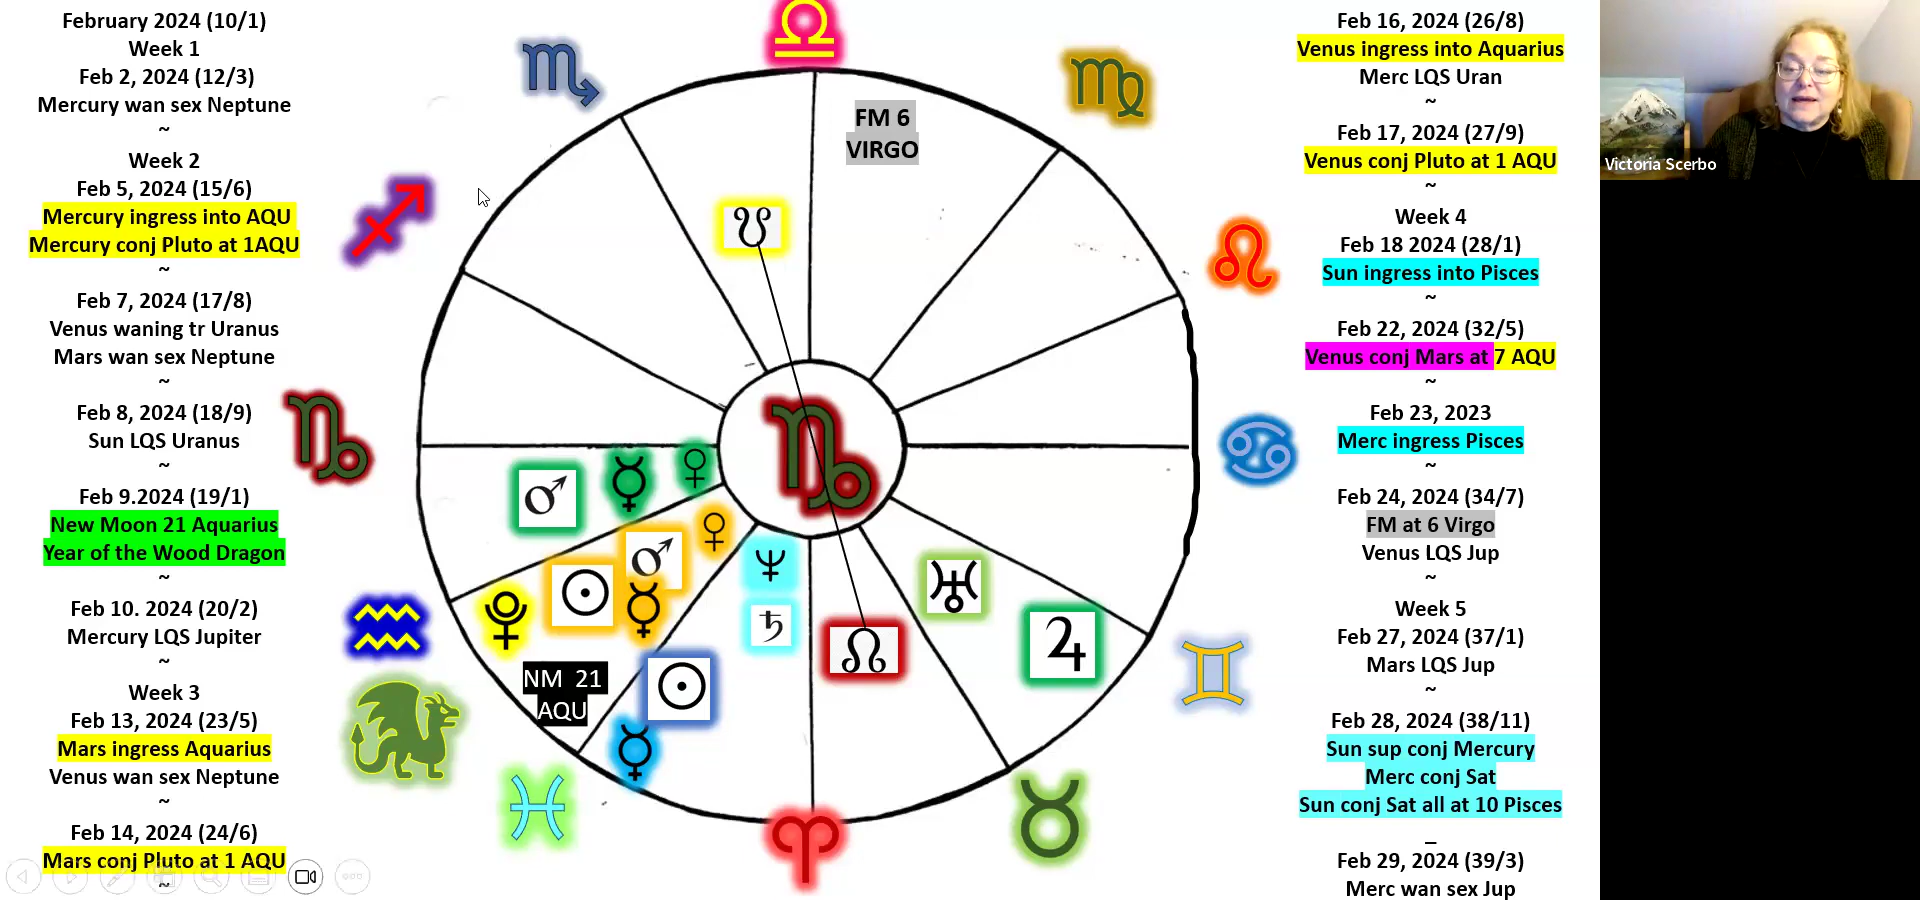 February 2024 (10/1)
Week 1
Feb 2, 2024 (12/3)
Mercury wan sex Neptune
~
Week 2
Feb 5, 2024 (15/6)
Mercury ingress into AQU
Mercury conj Pluto at 1AQU
~
Feb 7, 2024 (17/8)
Venus waning tr Uranus
Mars wan sex Neptune
~
Feb 8, 2024 (18/9)
Sun LQS Uranus
~
Feb 9.2024 (19/1)
New Moon 21 Aquarius
Year of the Wood Dragon
~
Feb 10. 2024 (20/2)
Mercury LQS Jupiter
~
Week 3
Feb 13, 2024 (23/5)
Mars ingress Aquarius
Venus wan sex Neptune
~
Feb 14, 2024 (24/6)
Mars conj Pluto at 1 AQU
~
FM 6
VIRGO
NM 21
AQU
Feb 16, 2024 (26/8)
Venus ingress into Aquarius
Merc LQS Uran
~
Feb 17, 2024 (27/9)
Venus conj Pluto at 1 AQU
~
Week 4
Feb 18 2024 (28/1)
Sun ingress into Pisces
~
Feb 22, 2024 (32/5)
Venus conj Mars at 7 AQU
~
Feb 23, 2023
Merc ingress Pisces
~
Feb 24, 2024 (34/7)
FM at 6 Virgo
Venus LQS Jup
~
Week 5
Feb 27, 2024 (37/1)
Mars LQS Jup
~
Feb 28, 2024 (38/11)
Sun sup conj Mercury
Merc conj Sat
Sun conj Sat all at 10 Pisces
_
Feb 29, 2024 (39/3)
Merc wan sex Jup
Victoria Scerbo